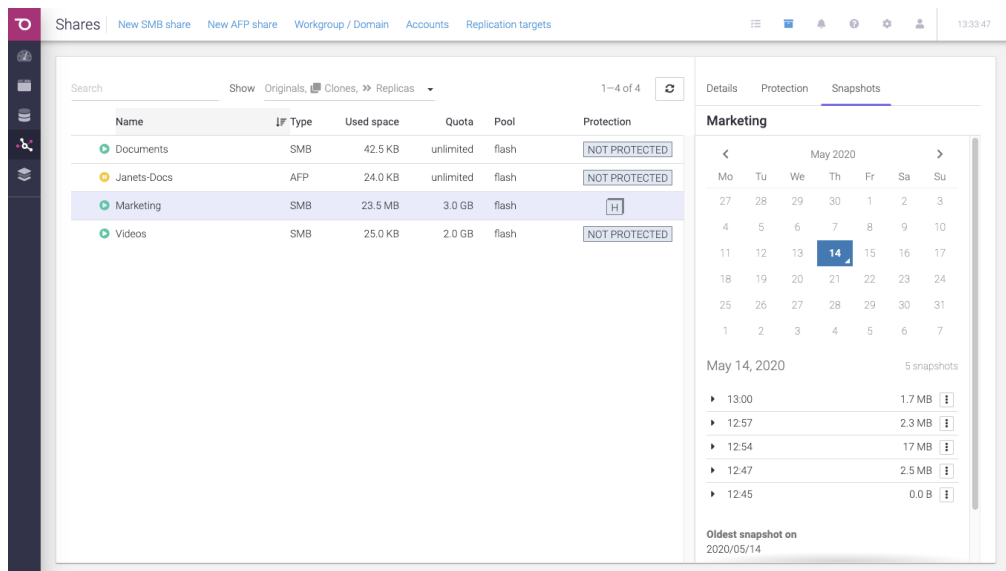 Shares New SMB share New AFP share Workgroup / Domain Accounts Replication targets 13:33:47
Search Show Originals, Clones, Replicas 1–4 of 4
Name Type Used space Quota Pool Protection
Documents SMB 42.5 KB unlimited flash NOT PROTECTED
Janets-Docs AFP 24.0 KB unlimited flash NOT PROTECTED
Marketing SMB 23.5 MB 3.0 GB flash H
Videos SMB 25.0 KB 2.0 GB flash NOT PROTECTED
Details Protection Snapshots
Marketing
May 2020
Mo Tu We Th Fr Sa Su
27 28 29 30 1 2 3
4 5 6 7 8 9 10
11 12 13 14 15 16 17
18 19 20 21 22 23 24
25 26 27 28 29 30 31
1 2 3 4 5 6 7
May 14, 2020 5 snapshots
13:00 1.7 MB
12:57 2.3 MB
12:54 17 MB
12:47 2.5 MB
12:45 0.0 B
Oldest snapshot on
2020/05/14